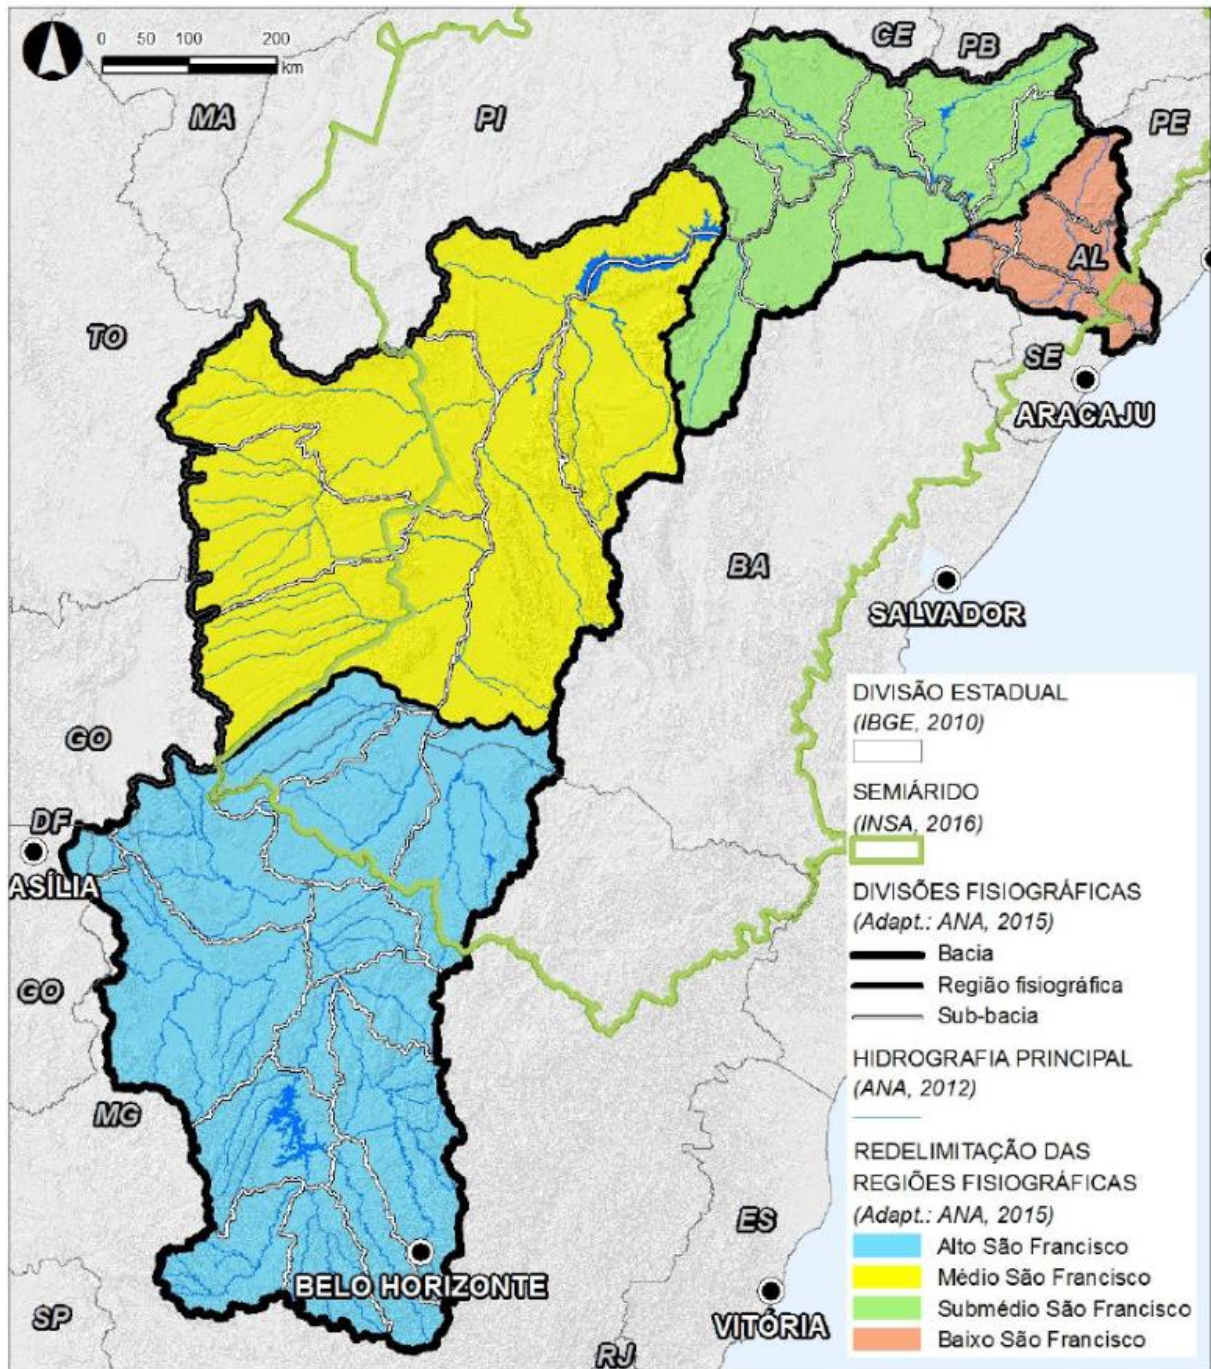 0 50 100 200
km
CE
PB
MA
PI
PE
AL
TO
SE
ARACAJU
BA
SALVADOR
GO
DF
ASÍLIA
GO
MG
BELO HORIZONTE
ES
VITÓRIA
SP
RJ
DIVISÃO ESTADUAL
(IBGE, 2010)
SEMIÁRIDO
(INSA, 2016)
DIVISÕES FISIOGRÁFICAS
(Adapt.: ANA, 2015)
Bacia
Região fisiográfica
Sub-bacia
HIDROGRAFIA PRINCIPAL
(ANA, 2012)
REDELIMITAÇÃO DAS
REGIÕES FISIOGRÁFICAS
(Adapt.: ANA, 2015)
Alto São Francisco
Médio São Francisco
Submédio São Francisco
Baixo São Francisco